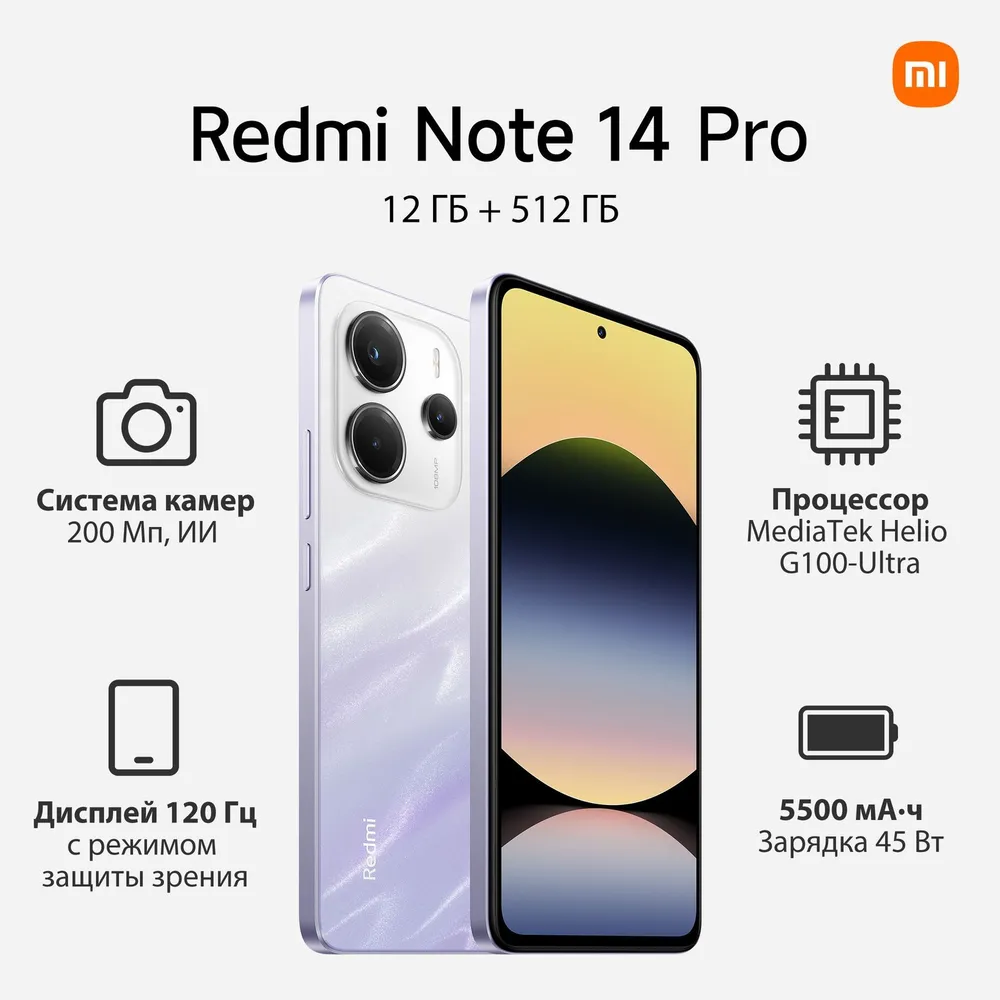 mi
Redmi Note 14 Pro
12 ГБ + 512 ГБ
108MP
Система камер
200 Мп, ИИ
Процессор
MediaTek Helio
G100-Ultra
Дисплей 120 Гц
с режимом
защиты зрения
5500 мА·ч
Зарядка 45 Вт
Redmi